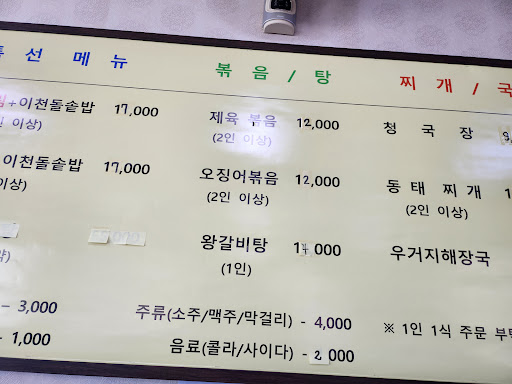 특 선 메 뉴
+이천돌솥밥 17,000
인 이상)
이천돌솥밥 17,000
이상)
- 3,000
- 1,000
볶 음 / 탕
제육 볶음 12,000
(2인 이상)
오징어볶음 12,000
(2인 이상)
왕갈비탕 14,000
(1인)
주류(소주/맥주/막걸리) - 4,000
음료(콜라/사이다) - 2,000
찌 개 / 국
청 국 장
동 태 찌 개
(2인 이상)
우거지해장국
※ 1인 1식 주문 부탁